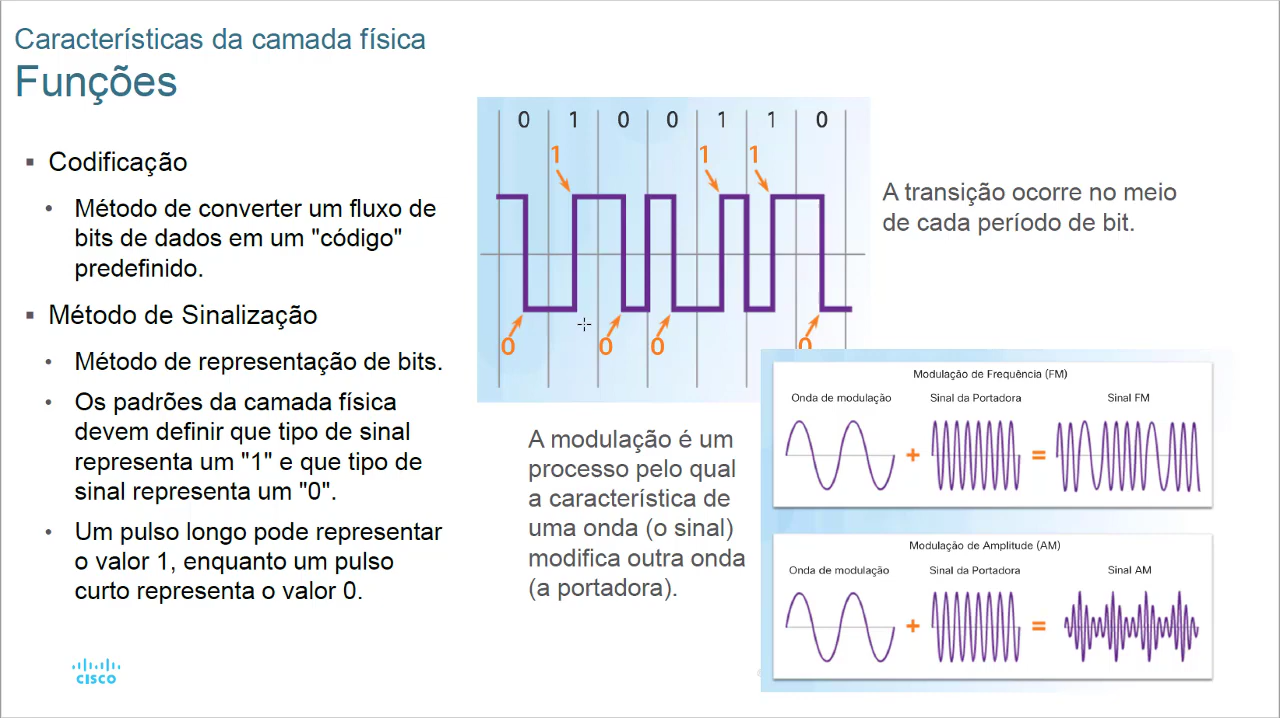 Características da camada física
Funções
▪ Codificação
• Método de converter um fluxo de
bits de dados em um "código"
predefinido.
▪ Método de Sinalização
• Método de representação de bits.
• Os padrões da camada física
devem definir que tipo de sinal
representa um "1" e que tipo de
sinal representa um "0".
• Um pulso longo pode representar
o valor 1, enquanto um pulso
curto representa o valor 0.
0 1 0 0 1 1 0
1 1 1
0 0 0 0
A transição ocorre no meio
de cada período de bit.
A modulação é um
processo pelo qual
a característica de
uma onda (o sinal)
modifica outra onda
(a portadora).
Modulação de Frequência (FM)
Onda de modulação Sinal da Portadora Sinal FM
+ =
Modulação de Amplitude (AM)
Onda de modulação Sinal da Portadora Sinal AM
+ =
CISCO